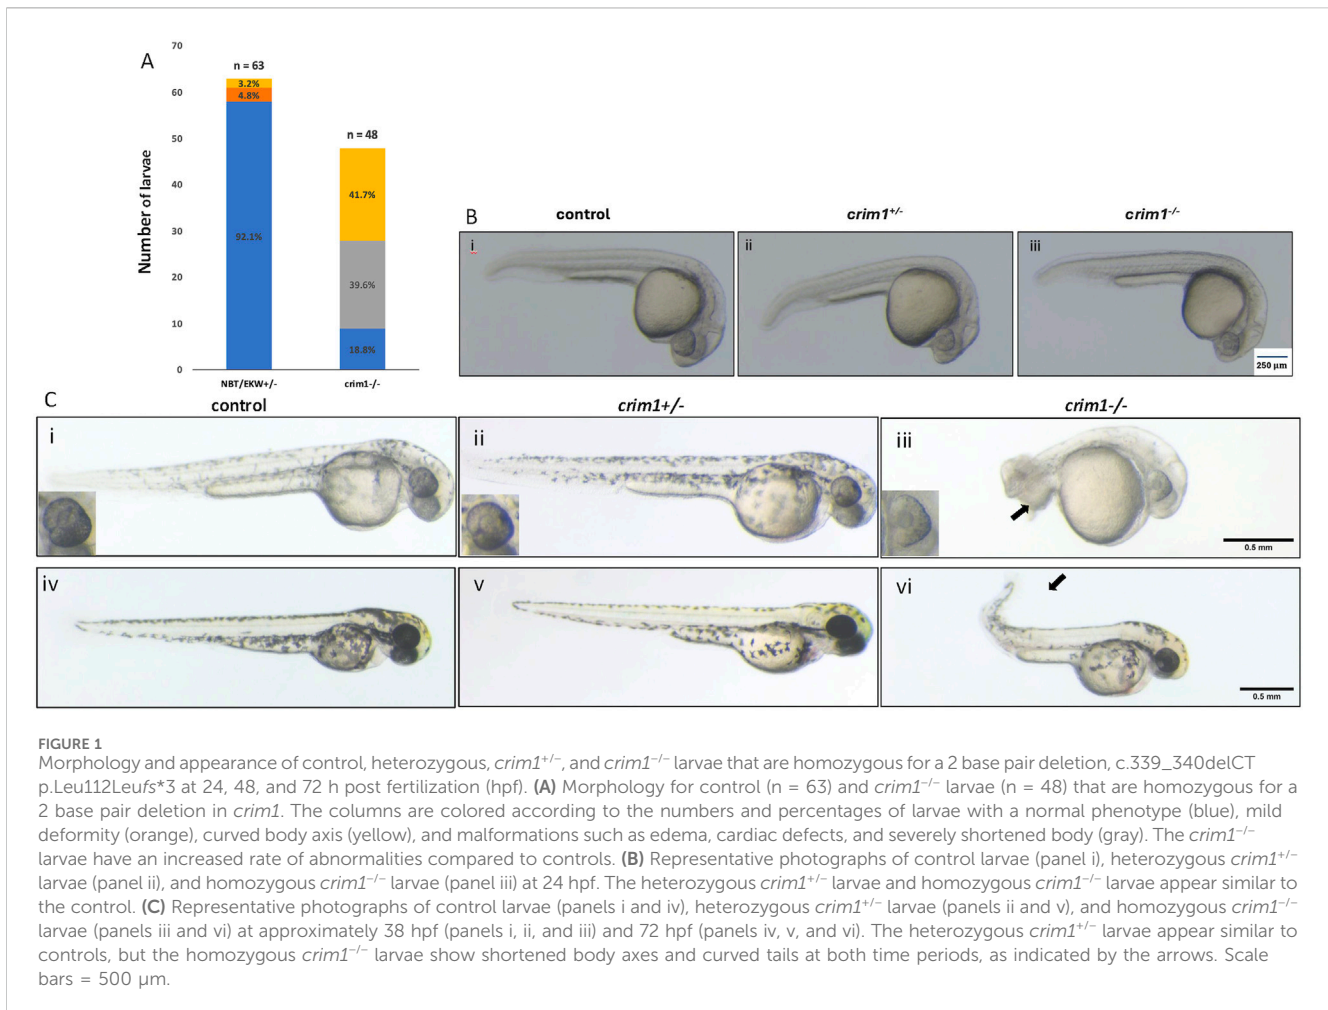 A
70
60
50
40
30
20
10
0
Number of larvae
n = 63
3.2%
4.8%
92.1%
n = 48
41.7%
39.6%
18.8%
NBT/EKW+/-
crim1-/-
B
control
crim1+/-
crim1-/-
i
ii
iii
250 µm
C
control
crim1+/-
crim1-/-
i
ii
iii
0.5 mm
iv
v
vi
0.5 mm
FIGURE 1
Morphology and appearance of control, heterozygous, crim1+/−, and crim1−/− larvae that are homozygous for a 2 base pair deletion, c.339_340delCT
p.Leu112Leufs*3 at 24, 48, and 72 h post fertilization (hpf). (A) Morphology for control (n = 63) and crim1−/− larvae (n = 48) that are homozygous for a
2 base pair deletion in crim1. The columns are colored according to the numbers and percentages of larvae with a normal phenotype (blue), mild
deformity (orange), curved body axis (yellow), and malformations such as edema, cardiac defects, and severely shortened body (gray). The crim1−/−
larvae have an increased rate of abnormalities compared to controls. (B) Representative photographs of control larvae (panel i), heterozygous crim1+/−
larvae (panel ii), and homozygous crim1−/− larvae (panel iii) at 24 hpf. The heterozygous crim1+/− larvae and homozygous crim1−/− larvae appear similar to
the control. (C) Representative photographs of control larvae (panels i and iv), heterozygous crim1+/− larvae (panels ii and v), and homozygous crim1−/−
larvae (panels iii and vi) at approximately 38 hpf (panels i, ii, and iii) and 72 hpf (panels iv, v, and vi). The heterozygous crim1+/− larvae appear similar to
controls, but the homozygous crim1−/− larvae show shortened body axes and curved tails at both time periods, as indicated by the arrows. Scale
bars = 500 µm.